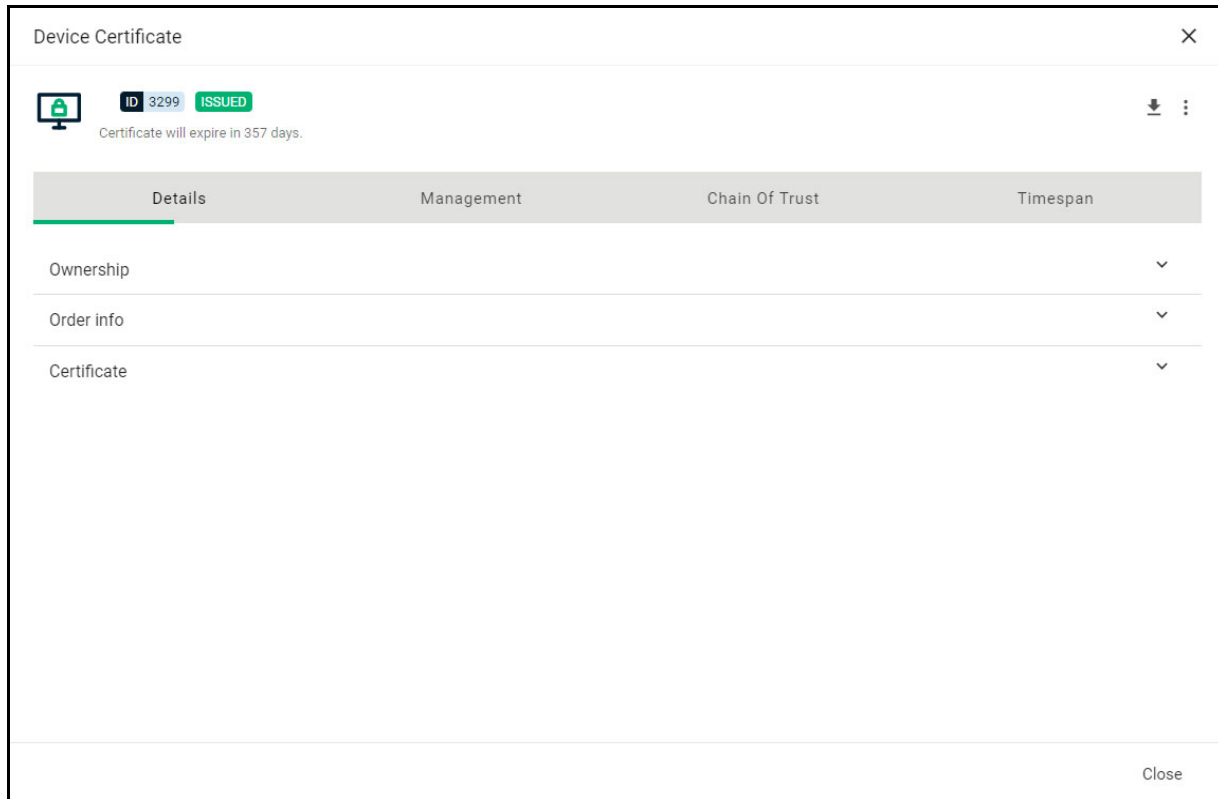 Device Certificate
ID 3299 ISSUED
Certificate will expire in 357 days.
Details Management Chain Of Trust Timespan
Ownership
Order info
Certificate
Close